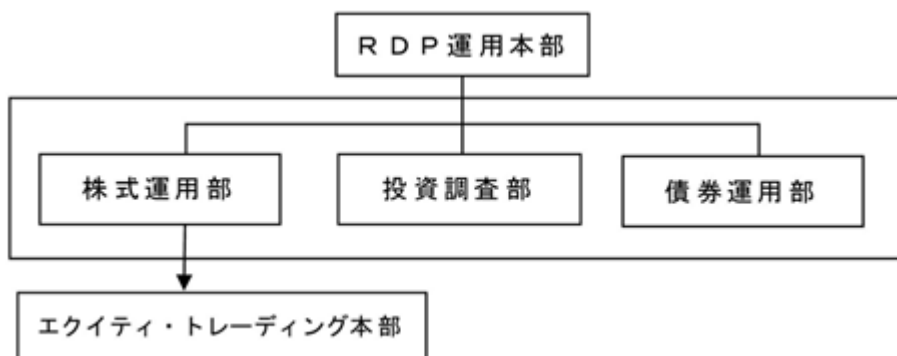 ＲＤＰ運用本部
株式運用部
投資調査部
債券運用部
エクイティ・トレーディング本部